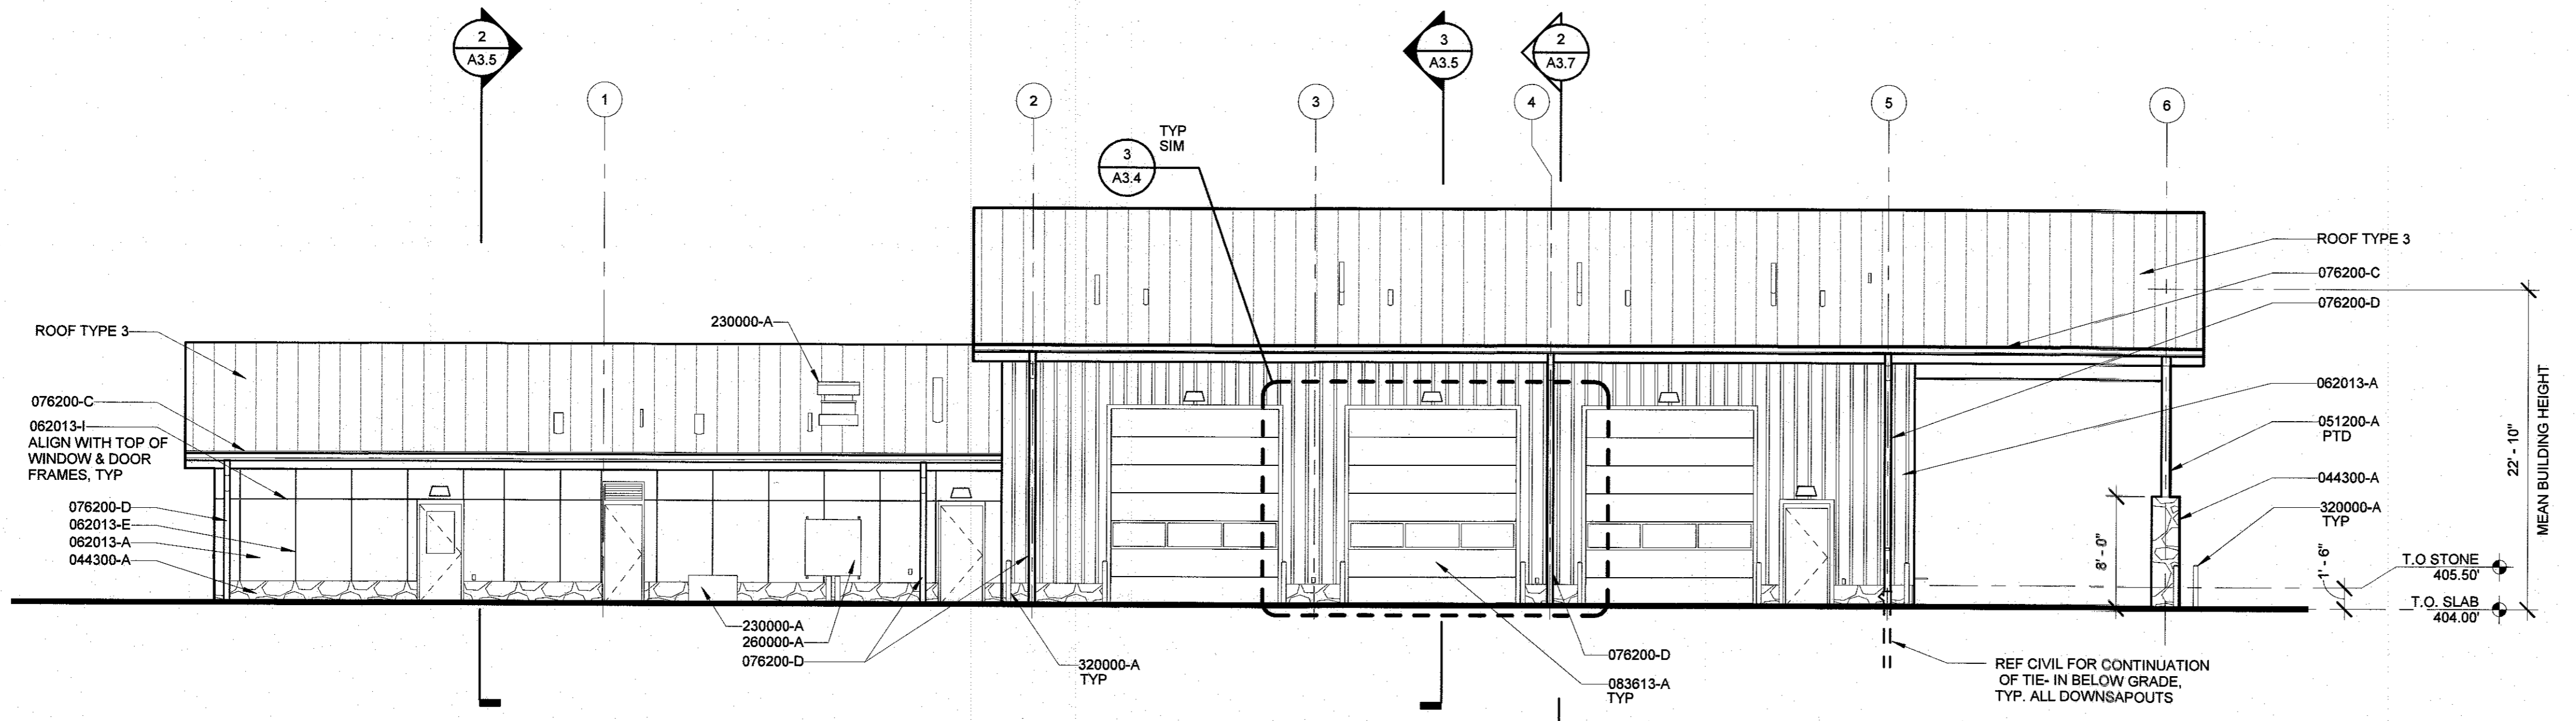 2
A3.5
3
A3.5
2
A3.7
1
2
3
4
5
6
TYP
SIM
3
A3.4
ROOF TYPE 3
076200-C
062013-I
ALIGN WITH TOP OF
WINDOW & DOOR
FRAMES, TYP
076200-D
062013-E
062013-A
044300-A
230000-A
230000-A
260000-A
076200-D
320000-A
TYP
076200-D
083613-A
TYP
ROOF TYPE 3
076200-C
076200-D
062013-A
051200-A
PTD
044300-A
320000-A
TYP
8' - 0"
1' - 6"
22' - 10"
MEAN BUILDING HEIGHT
T.O STONE
405.50'
T.O. SLAB
404.00'
REF CIVIL FOR CONTINUATION
OF TIE- IN BELOW GRADE,
TYP. ALL DOWNSAPOUTS